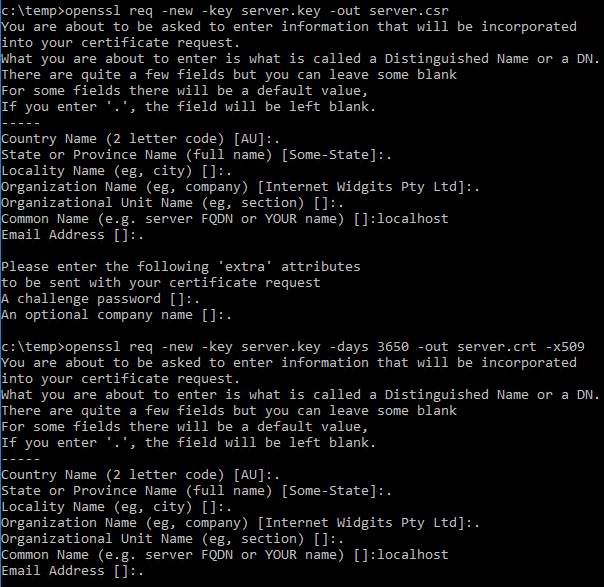 c:\temp>openssl req -new -key server.key -out server.csr
You are about to be asked to enter information that will be incorporated
into your certificate request.
What you are about to enter is what is called a Distinguished Name or a DN.
There are quite a few fields but you can leave some blank
For some fields there will be a default value,
If you enter '.', the field will be left blank.
-----
Country Name (2 letter code) [AU]:.
State or Province Name (full name) [Some-State]:.
Locality Name (eg, city) []:.
Organization Name (eg, company) [Internet Widgits Pty Ltd]:.
Organizational Unit Name (eg, section) []:.
Common Name (e.g. server FQDN or YOUR name) []:localhost
Email Address []:.

Please enter the following 'extra' attributes
to be sent with your certificate request
A challenge password []:.
An optional company name []:.

c:\temp>openssl req -new -key server.key -days 3650 -out server.crt -x509
You are about to be asked to enter information that will be incorporated
into your certificate request.
What you are about to enter is what is called a Distinguished Name or a DN.
There are quite a few fields but you can leave some blank
For some fields there will be a default value,
If you enter '.', the field will be left blank.
-----
Country Name (2 letter code) [AU]:.
State or Province Name (full name) [Some-State]:.
Locality Name (eg, city) []:.
Organization Name (eg, company) [Internet Widgits Pty Ltd]:.
Organizational Unit Name (eg, section) []:.
Common Name (e.g. server FQDN or YOUR name) []:localhost
Email Address []:.